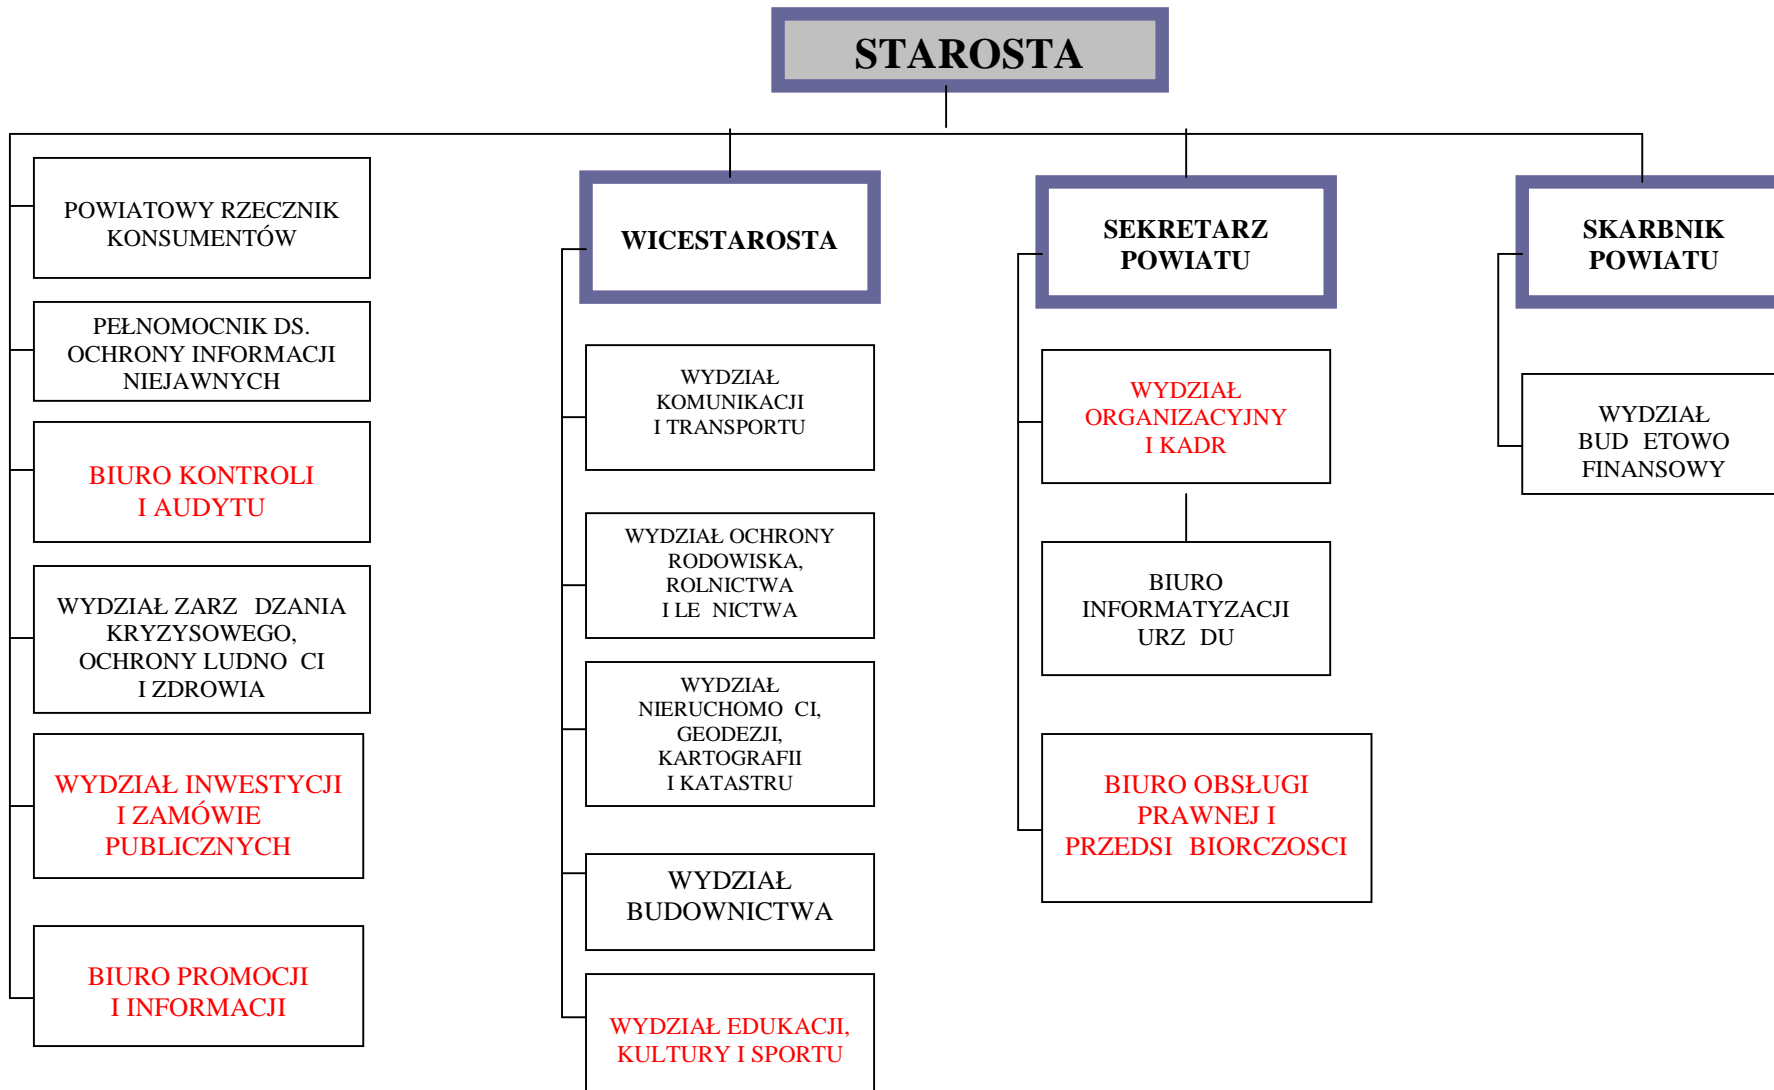 STAROSTA
POWIATOWY RZECZNIK
KONSUMENTÓW
PEŁNOMOCNIK DS.
OCHRONY INFORMACJI
NIEJAWNYCH
BIURO KONTROLI
I AUDYTU
WYDZIAŁ ZARZ DZANIA
KRYZYSOWEGO,
OCHRONY LUDNO CI
I ZDROWIA
WYDZIAŁ INWESTYCJI
I ZAMÓWIE
PUBLICZNYCH
BIURO PROMOCJI
I INFORMACJI
WICESTAROSTA
WYDZIAŁ
KOMUNIKACJI
I TRANSPORTU
WYDZIAŁ OCHRONY
RODOWISKA,
ROLNICTWA
I LE NICTWA
WYDZIAŁ
NIERUCHOMO CI,
GEODEZJI,
KARTOGRAFII
I KATASTRU
WYDZIAŁ
BUDOWNICTWA
WYDZIAŁ EDUKACJI,
KULTURY I SPORTU
SEKRETARZ
POWIATU
WYDZIAŁ
ORGANIZACYJNY
I KADR
BIURO
INFORMATYZACJI
URZ DU
BIURO OBSŁUGI
PRAWNEJ I
PRZEDSI BIORCZOSCI
SKARBNIK
POWIATU
WYDZIAŁ
BUD ETOWO
FINANSOWY